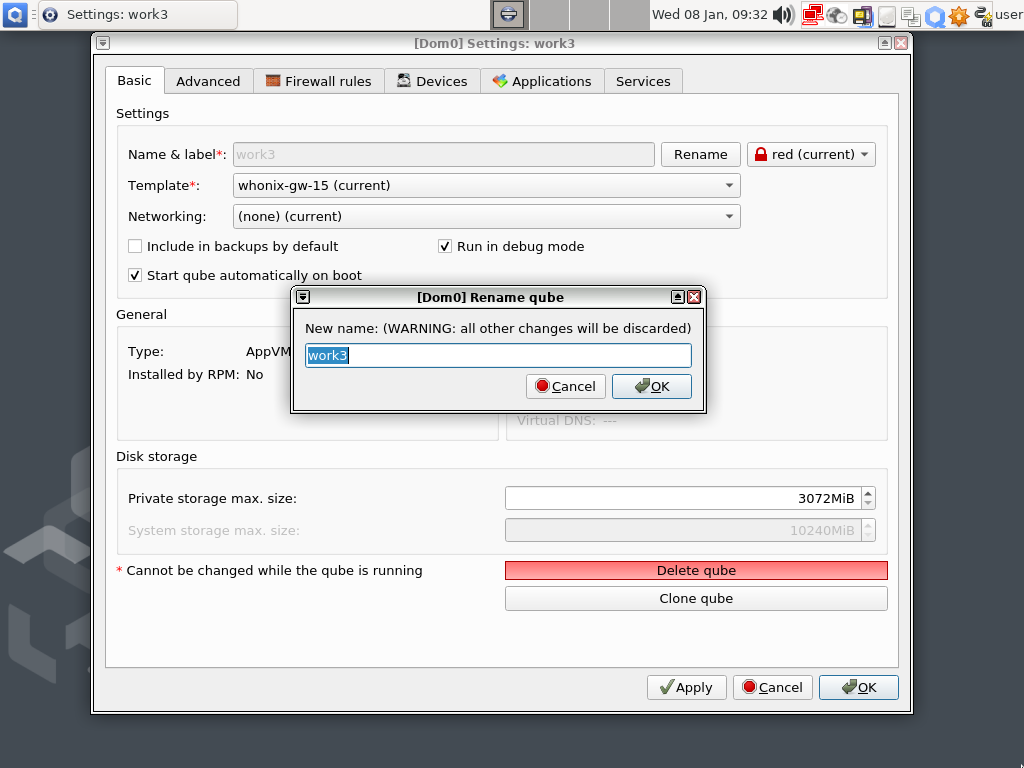 Settings: work3
Wed 08 Jan, 09:32
user
[Dom0] Settings: work3
Basic
Advanced
Firewall rules
Devices
Applications
Services
Settings
Name & label*:
work3
Rename
red (current)
Template*:
whonix-gw-15 (current)
Networking:
(none) (current)
Include in backups by default
Run in debug mode
Start qube automatically on boot
General
Type:
AppVM
Installed by RPM:
No
[Dom0] Rename qube
New name: (WARNING: all other changes will be discarded)
work3
Cancel
OK
Virtual DNS: ---
Disk storage
Private storage max. size:
3072MiB
System storage max. size:
10240MiB
* Cannot be changed while the qube is running
Delete qube
Clone qube
Apply
Cancel
OK